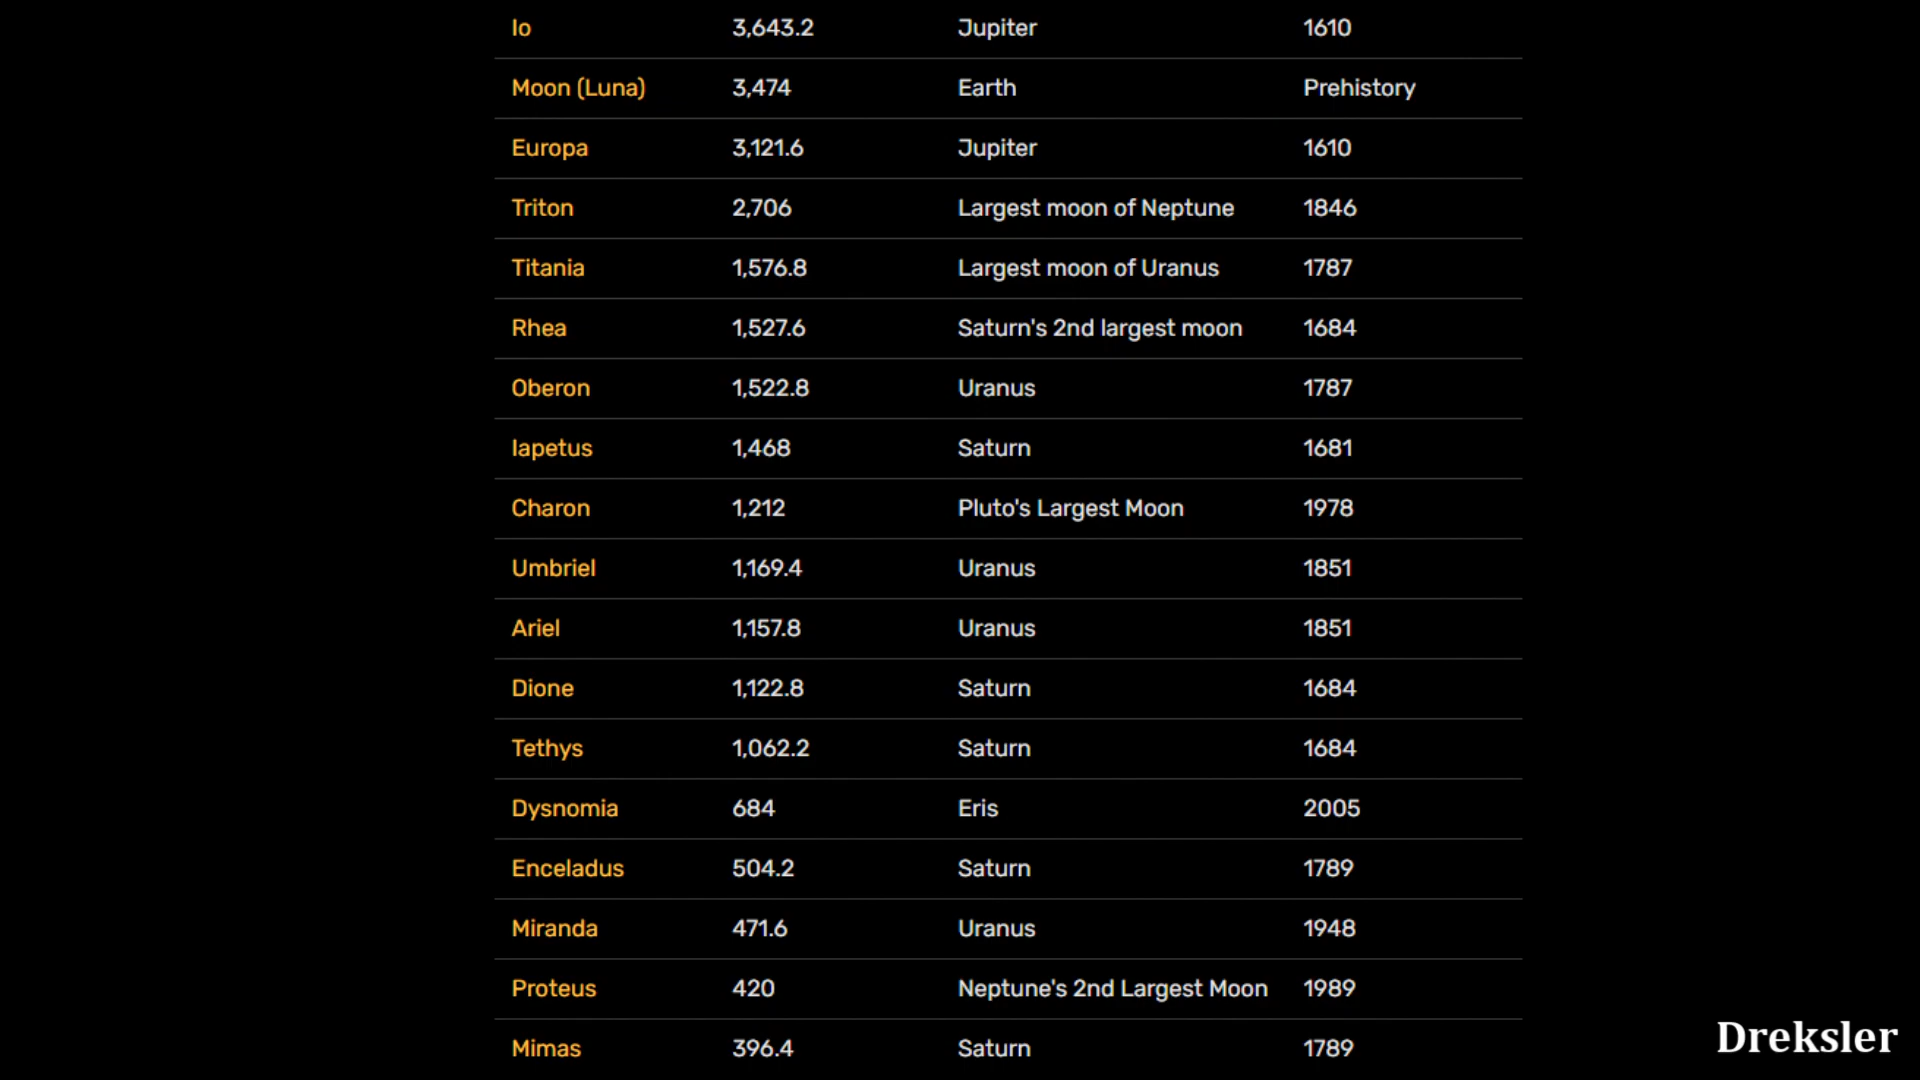 Io 3,643.2 Jupiter 1610
Moon (Luna) 3,474 Earth Prehistory
Europa 3,121.6 Jupiter 1610
Triton 2,706 Largest moon of Neptune 1846
Titania 1,576.8 Largest moon of Uranus 1787
Rhea 1,527.6 Saturn's 2nd largest moon 1684
Oberon 1,522.8 Uranus 1787
Iapetus 1,468 Saturn 1681
Charon 1,212 Pluto's Largest Moon 1978
Umbriel 1,169.4 Uranus 1851
Ariel 1,157.8 Uranus 1851
Dione 1,122.8 Saturn 1684
Tethys 1,062.2 Saturn 1684
Dysnomia 684 Eris 2005
Enceladus 504.2 Saturn 1789
Miranda 471.6 Uranus 1948
Proteus 420 Neptune's 2nd Largest Moon 1989
Mimas 396.4 Saturn 1789
Dreksler